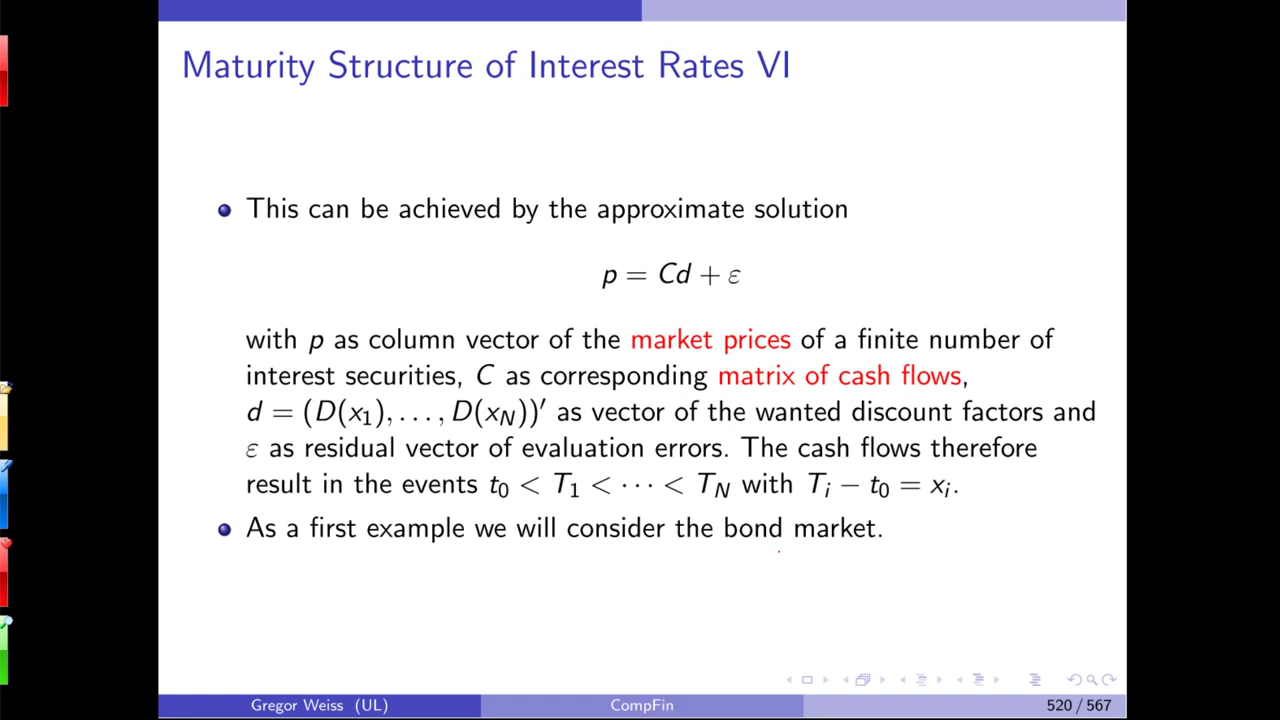 Maturity Structure of Interest Rates VI
This can be achieved by the approximate solution
p = Cd + ε
with p as column vector of the market prices of a finite number of
interest securities, C as corresponding matrix of cash flows,
d = (D(x₁), . . . , D(x_N))′ as vector of the wanted discount factors and
ε as residual vector of evaluation errors. The cash flows therefore
result in the events t₀ < T₁ < · · · < T_N with T_i − t₀ = x_i.
As a first example we will consider the bond market.
Gregor Weiss (UL) CompFin 520 / 567